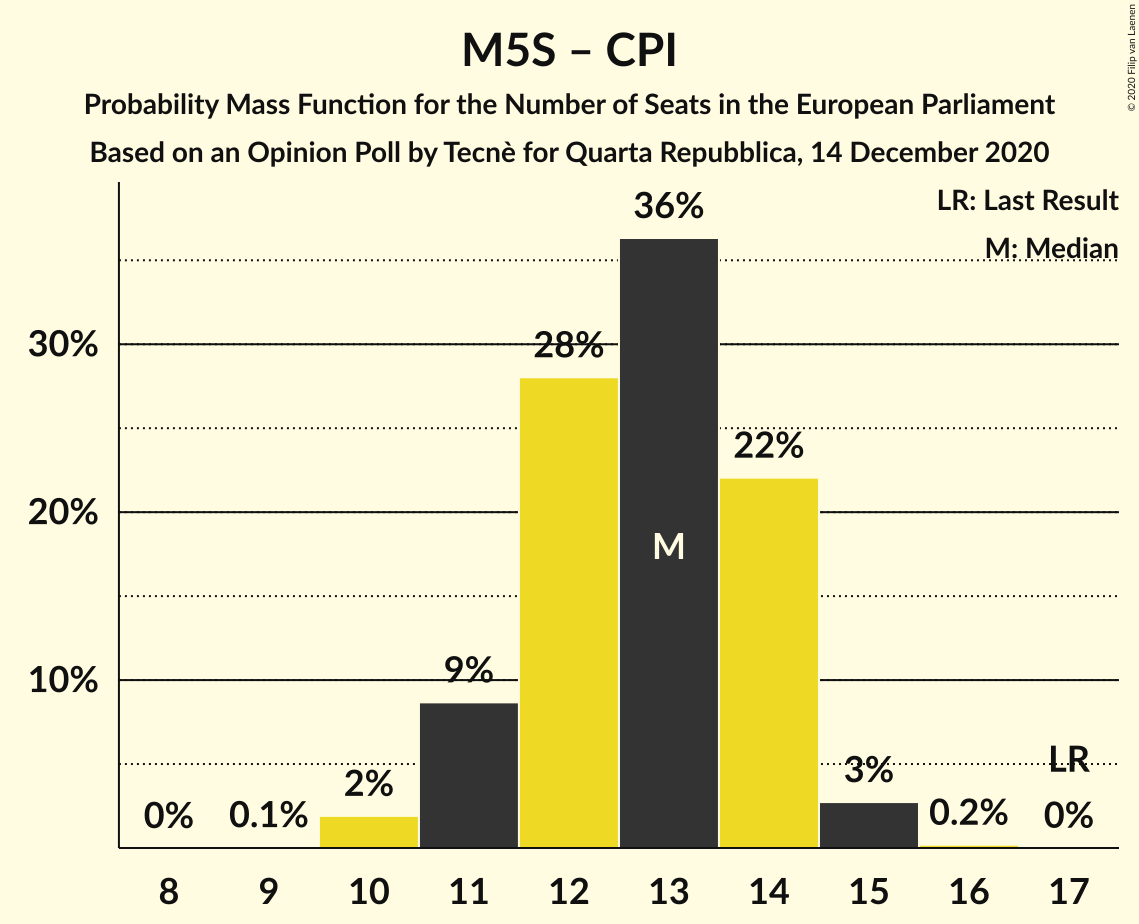 M5S – CPI
Probability Mass Function for the Number of Seats in the European Parliament
Based on an Opinion Poll by Tecnè for Quarta Repubblica, 14 December 2020
© 2020 Filip van Laenen
LR: Last Result
M: Median
36%
30%
28%
22%
20%
M
10%
9%
LR
3%
2%
0%
0.1%
0.2%
0%
8 9 10 11 12 13 14 15 16 17